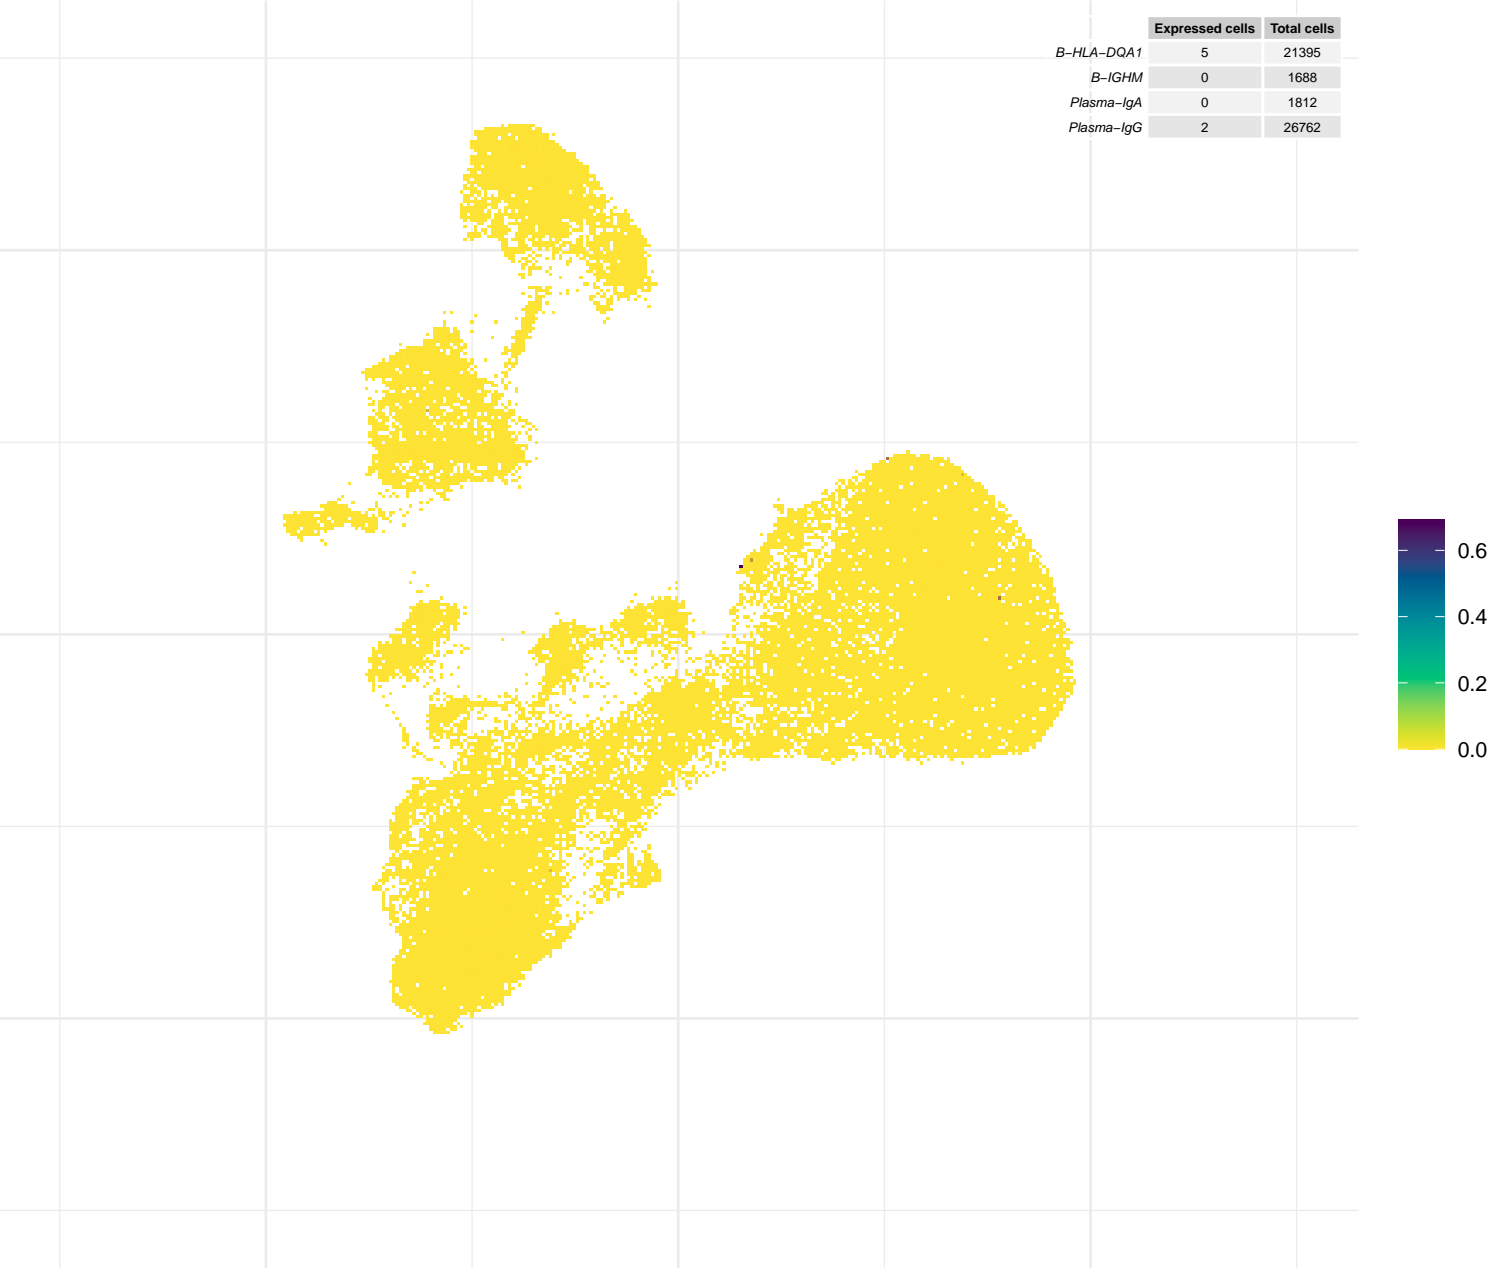 Expressed cells Total cells
B−HLA−DQA1 5 21395
B−IGHM 0 1688
Plasma−IgA 0 1812
Plasma−IgG 2 26762
0.6
0.4
0.2
0.0